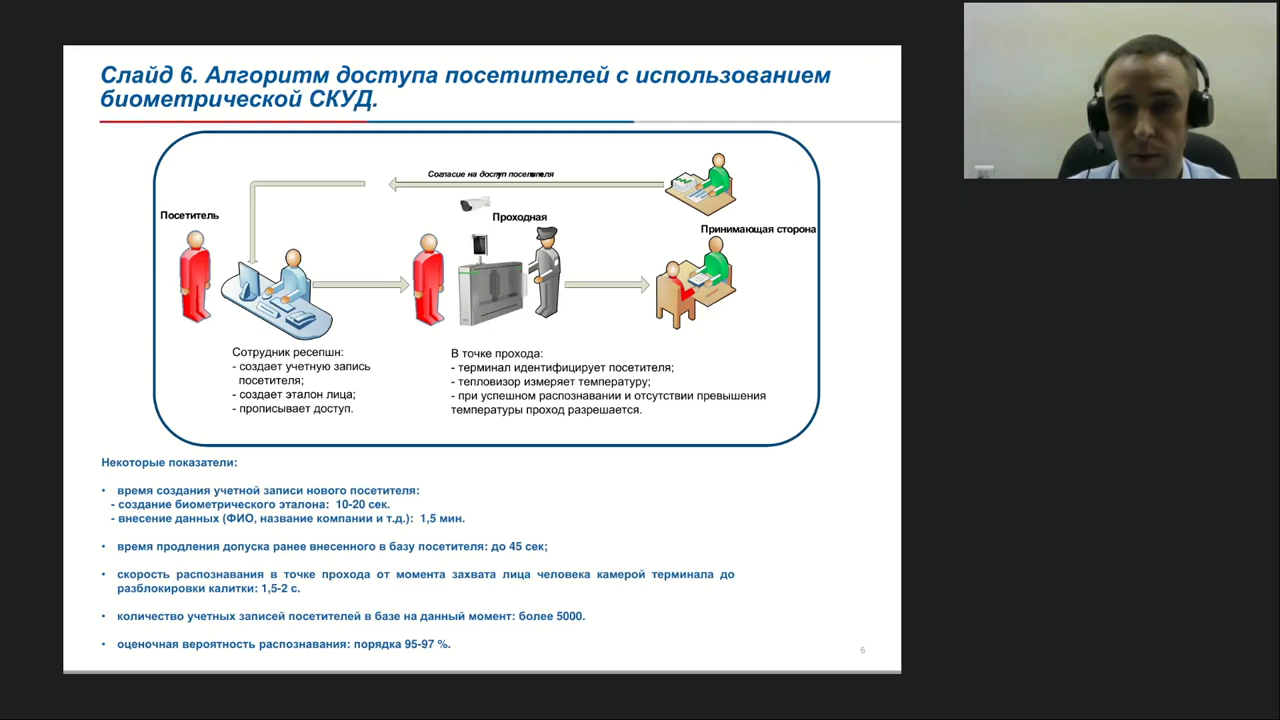 Слайд 6. Алгоритм доступа посетителей с использованием
биометрической СКУД.
Согласие на доступ посетителя
Посетитель
Проходная
Принимающая сторона
Сотрудник ресепшн:
- создает учетную запись
посетителя;
- создает эталон лица;
- прописывает доступ.
В точке прохода:
- терминал идентифицирует посетителя;
- тепловизор измеряет температуру;
- при успешном распознавании и отсутствии превышения
температуры проход разрешается.
Некоторые показатели:
• время создания учетной записи нового посетителя:
- создание биометрического эталона: 10-20 сек.
- внесение данных (ФИО, название компании и т.д.): 1,5 мин.
• время продления допуска ранее внесенного в базу посетителя: до 45 сек;
• скорость распознавания в точке прохода от момента захвата лица человека камерой терминала до
разблокировки калитки: 1,5-2 с.
• количество учетных записей посетителей в базе на данный момент: более 5000.
• оценочная вероятность распознавания: порядка 95-97 %.
6